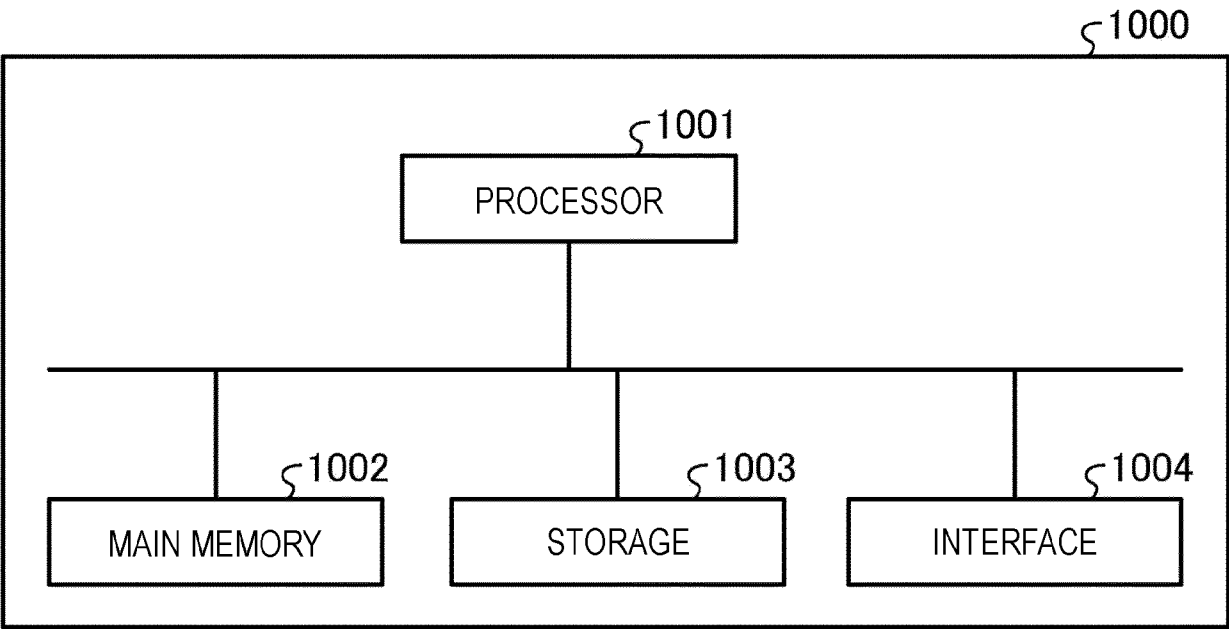 1000
1001
PROCESSOR
1002
1003
1004
MAIN MEMORY
STORAGE
INTERFACE